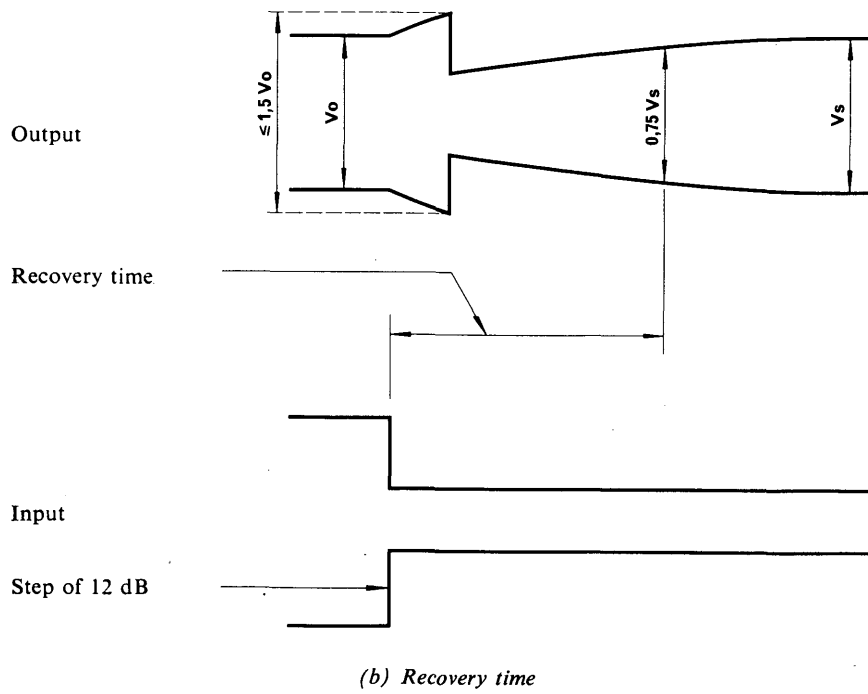 ≤ 1,5 Vo
Vo
0,75 Vs
Vs
Output
Recovery time
Input
Step of 12 dB
(b) Recovery time